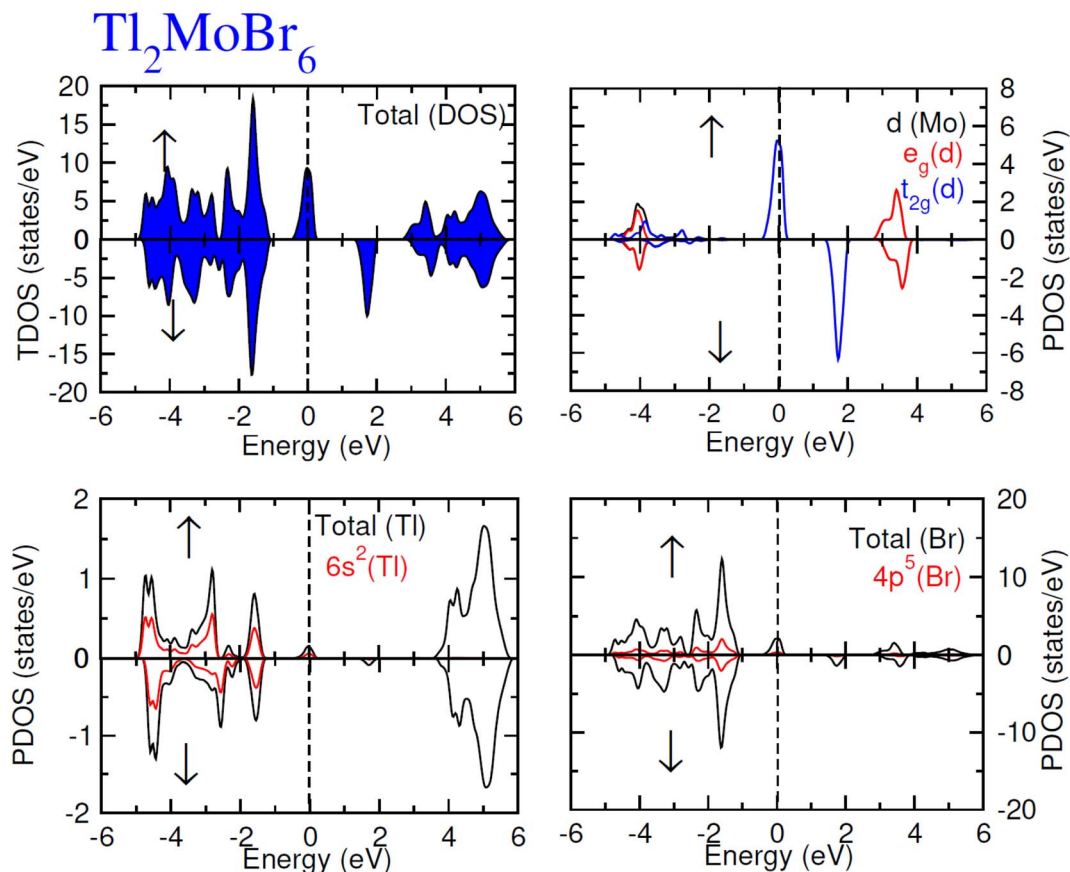 Tl2MoBr6
20
15
10
5
0
-5
-10
-15
-20
TDOS (states/eV)
Total (DOS)
↑
↓
-6 -4 -2 0 2 4 6
Energy (eV)
d (Mo)
eg(d)
t2g(d)
↑
↓
8
6
4
2
0
-2
-4
-6
-8
PDOS (states/eV)
-6 -4 -2 0 2 4 6
Energy (eV)
2
1
0
-1
-2
PDOS (states/eV)
Total (Tl)
6s2(Tl)
↑
↓
-6 -4 -2 0 2 4 6
Energy (eV)
Total (Br)
4p5(Br)
↑
↓
20
10
0
-10
-20
PDOS (states/eV)
-6 -4 -2 0 2 4 6
Energy (eV)